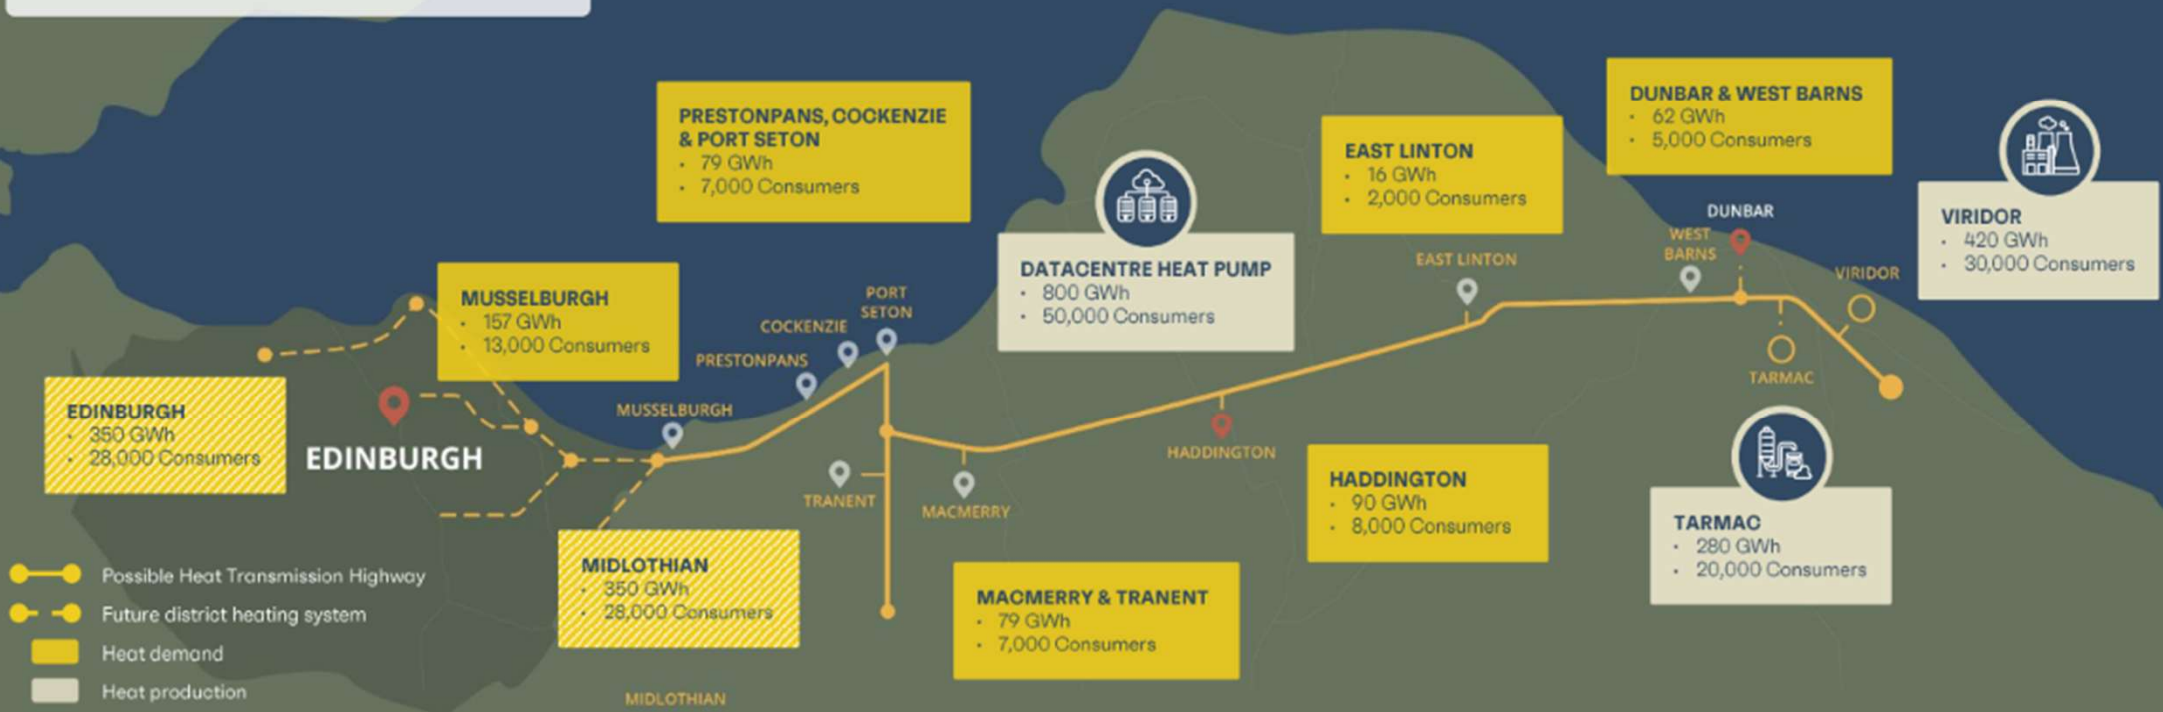 PRESTONPANS, COCKENZIE
& PORT SETON
• 79 GWh
• 7,000 Consumers
DUNBAR & WEST BARNS
• 62 GWh
• 5,000 Consumers
EAST LINTON
• 16 GWh
• 2,000 Consumers
VIRIDOR
• 420 GWh
• 30,000 Consumers
DATACENTRE HEAT PUMP
• 800 GWh
• 50,000 Consumers
MUSSELBURGH
• 157 GWh
• 13,000 Consumers
DUNBAR
WEST
BARNS
EAST LINTON
VIRIDOR
PORT
SETON
COCKENZIE
PRESTONPANS
MUSSELBURGH
TARMAC
EDINBURGH
• 350 GWh
• 28,000 Consumers
EDINBURGH
HADDINGTON
TRANENT
MACMERRY
HADDINGTON
• 90 GWh
• 8,000 Consumers
TARMAC
• 280 GWh
• 20,000 Consumers
MIDLOTHIAN
• 350 GWh
• 28,000 Consumers
MACMERRY & TRANENT
• 79 GWh
• 7,000 Consumers
Possible Heat Transmission Highway
Future district heating system
Heat demand
Heat production
MIDLOTHIAN